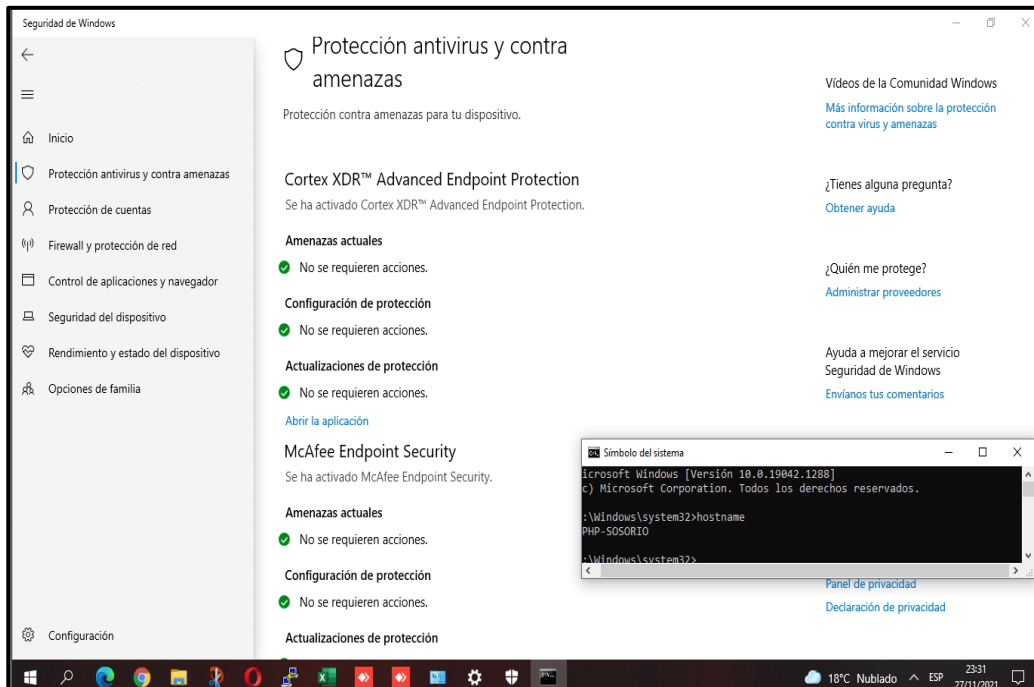 Seguridad de Windows
Inicio
Protección antivirus y contra amenazas
Protección de cuentas
Firewall y protección de red
Control de aplicaciones y navegador
Seguridad del dispositivo
Rendimiento y estado del dispositivo
Opciones de familia
Configuración
Protección antivirus y contra
amenazas
Protección contra amenazas para tu dispositivo.
Cortex XDR™ Advanced Endpoint Protection
Se ha activado Cortex XDR™ Advanced Endpoint Protection.
Amenazas actuales
No se requieren acciones.
Configuración de protección
No se requieren acciones.
Actualizaciones de protección
No se requieren acciones.
Abrir la aplicación
McAfee Endpoint Security
Se ha activado McAfee Endpoint Security.
Amenazas actuales
No se requieren acciones.
Configuración de protección
No se requieren acciones.
Actualizaciones de protección
Vídeos de la Comunidad Windows
Más información sobre la protección
contra virus y amenazas
¿Tienes alguna pregunta?
Obtener ayuda
¿Quién me protege?
Administrar proveedores
Ayuda a mejorar el servicio
Seguridad de Windows
Envíanos tus comentarios
Símbolo del sistema
icrosoft Windows [Versión 10.0.19042.1288]
c) Microsoft Corporation. Todos los derechos reservados.
:\Windows\system32>hostname
PHP-SOSORIO
:\Windows\system32>
Panel de privacidad
Declaración de privacidad
18°C Nublado
ESP
23:31
27/11/2021